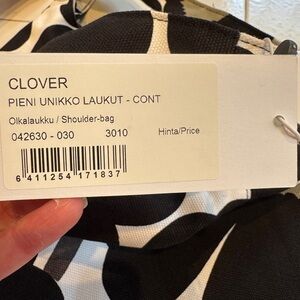 CLOVER
PIENI UNIKKO LAUKUT - CONT
Olkalaukku / Shoulder-bag
042630 - 030 3010 Hinta/Price
6 411254 171837